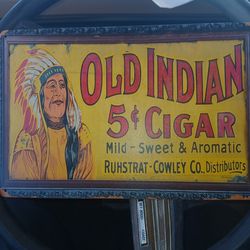 OLD INDIAN
5¢ CIGAR
Mild - Sweet & Aromatic
RUHSTRAT - COWLEY Co., Distributors